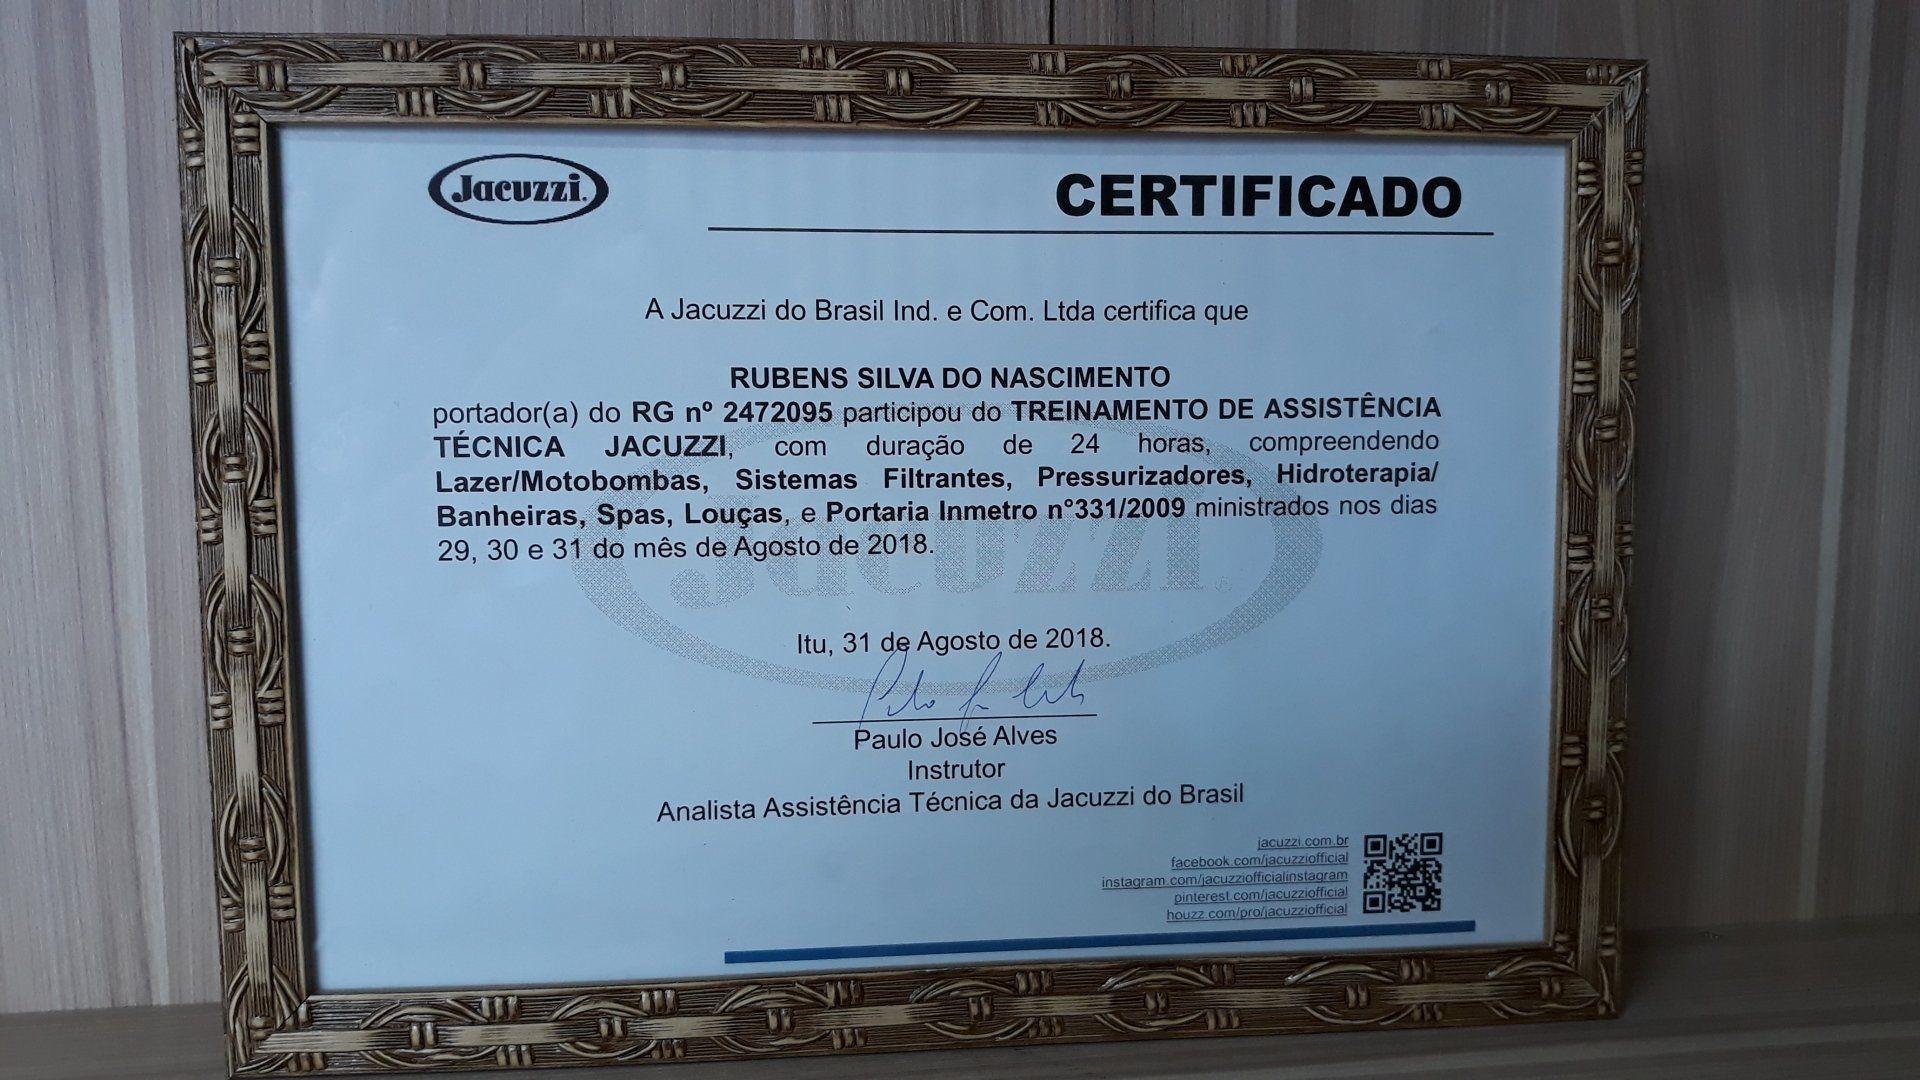 Jacuzzi®
CERTIFICADO
A Jacuzzi do Brasil Ind. e Com. Ltda certifica que
RUBENS SILVA DO NASCIMENTO
portador(a) do RG nº 2472095 participou do TREINAMENTO DE ASSISTÊNCIA
TÉCNICA JACUZZI, com duração de 24 horas, compreendendo
Lazer/Motobombas, Sistemas Filtrantes, Pressurizadores, Hidroterapia/
Banheiras, Spas, Louças, e Portaria Inmetro n°331/2009 ministrados nos dias
29, 30 e 31 do mês de Agosto de 2018.
Jacuzzi®
Itu, 31 de Agosto de 2018.
Paulo José Alves
Instrutor
Analista Assistência Técnica da Jacuzzi do Brasil
jacuzzi.com.br
facebook.com/jacuzziofficial
instagram.com/jacuzziofficialinstagram
pinterest.com/jacuzziofficial
houzz.com/pro/jacuzziofficial